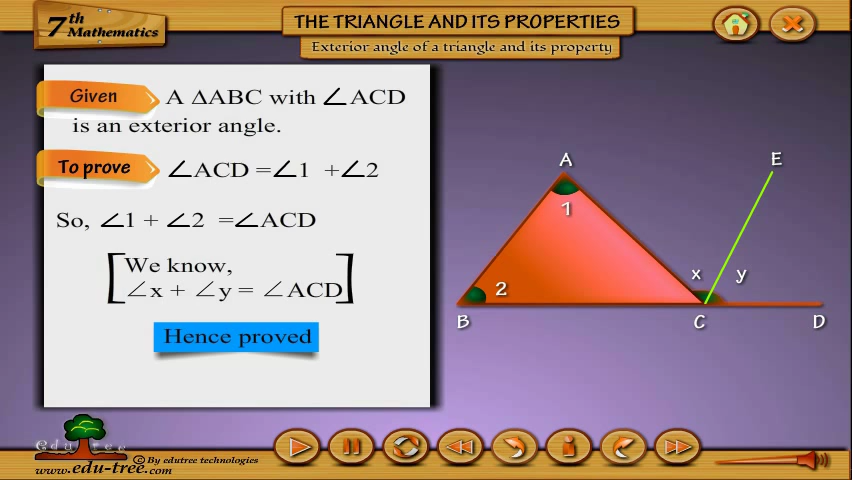 7th
Mathematics
THE TRIANGLE AND ITS PROPERTIES
Exterior angle of a triangle and its property
Given A ΔABC with ∠ACD
is an exterior angle.
To prove ∠ACD =∠1 +∠2
So, ∠1 + ∠2 =∠ACD
[We know,
∠x + ∠y = ∠ACD]
Hence proved
A
E
1
x y
2
B C D
edutree
© By edutree technologies
www.edu-tree.com